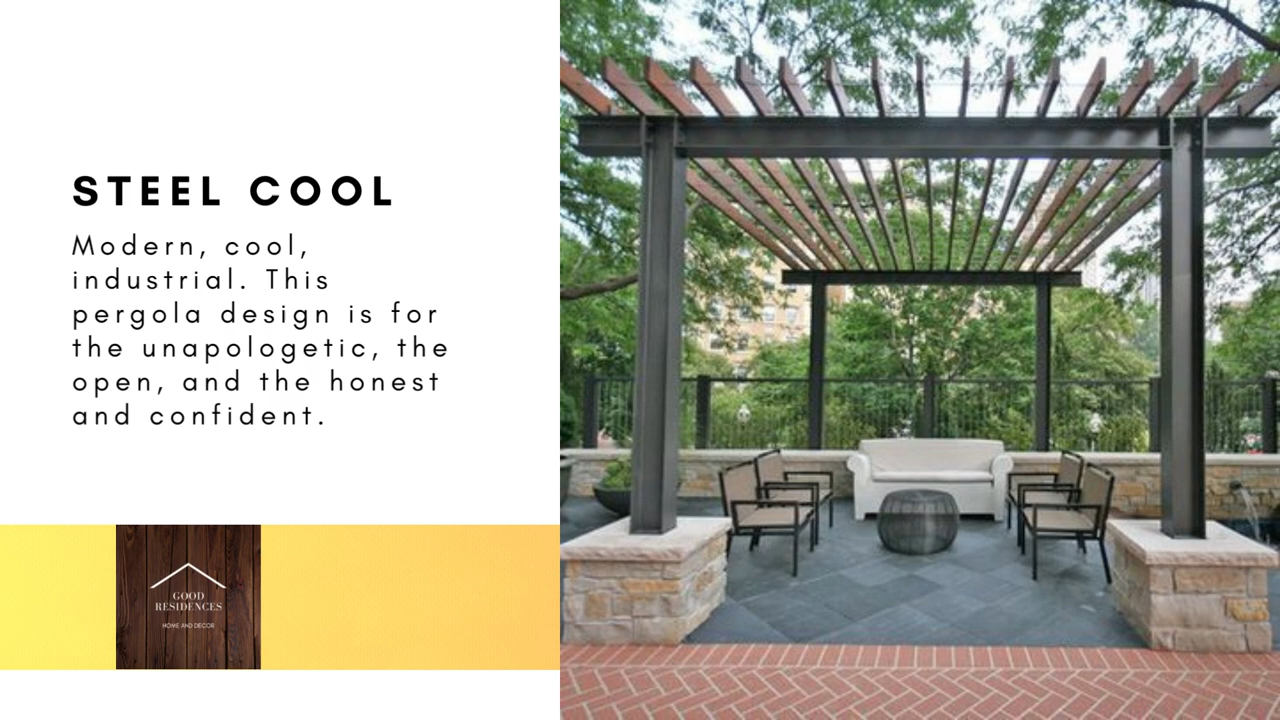 STEEL COOL
Modern, cool,
industrial. This
pergola design is for
the unapologetic, the
open, and the honest
and confident.
GOOD
RESIDENCES
HOME AND DECOR